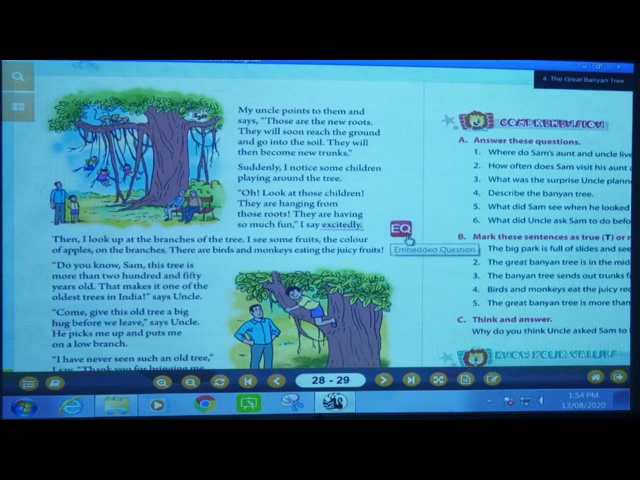 4. The Great Banyan Tree
My uncle points to them and
says, "Those are the new roots.
They will soon reach the ground
and go into the soil. They will
then become new trunks."
Suddenly, I notice some children
playing around the tree.
"Oh! Look at those children!
They are hanging from
those roots! They are having
so much fun," I say excitedly.
EQ
Embedded Question
Then, I look up at the branches of the tree. I see some fruits, the colour
of apples, on the branches. There are birds and monkeys eating the juicy fruits!
"Do you know, Sam, this tree is
more than two hundred and fifty
years old. That makes it one of the
oldest trees in India!" says Uncle.
"Come, give this old tree a big
hug before we leave," says Uncle.
He picks me up and puts me
on a low branch.
"I have never seen such an old tree,"
I say. "Thank you for bringing me
COMPREHENSION
A. Answer these questions.
1. Where do Sam's aunt and uncle live
2. How often does Sam visit his aunt
3. What was the surprise Uncle
4. Describe the banyan tree.
5. What did Sam see when he looked
6. What did Uncle ask Sam to do
B. Mark these sentences as true (T) or
1. The big park is full of slides and
2. The great banyan tree is in the
3. The banyan tree sends out trunks
4. Birds and monkeys eat the juicy
5. The great banyan tree is more than
C. Think and answer.
Why do you think Uncle asked Sam to
KNOW YOUR VALUES
28 - 29
1:54 PM
13/08/2020